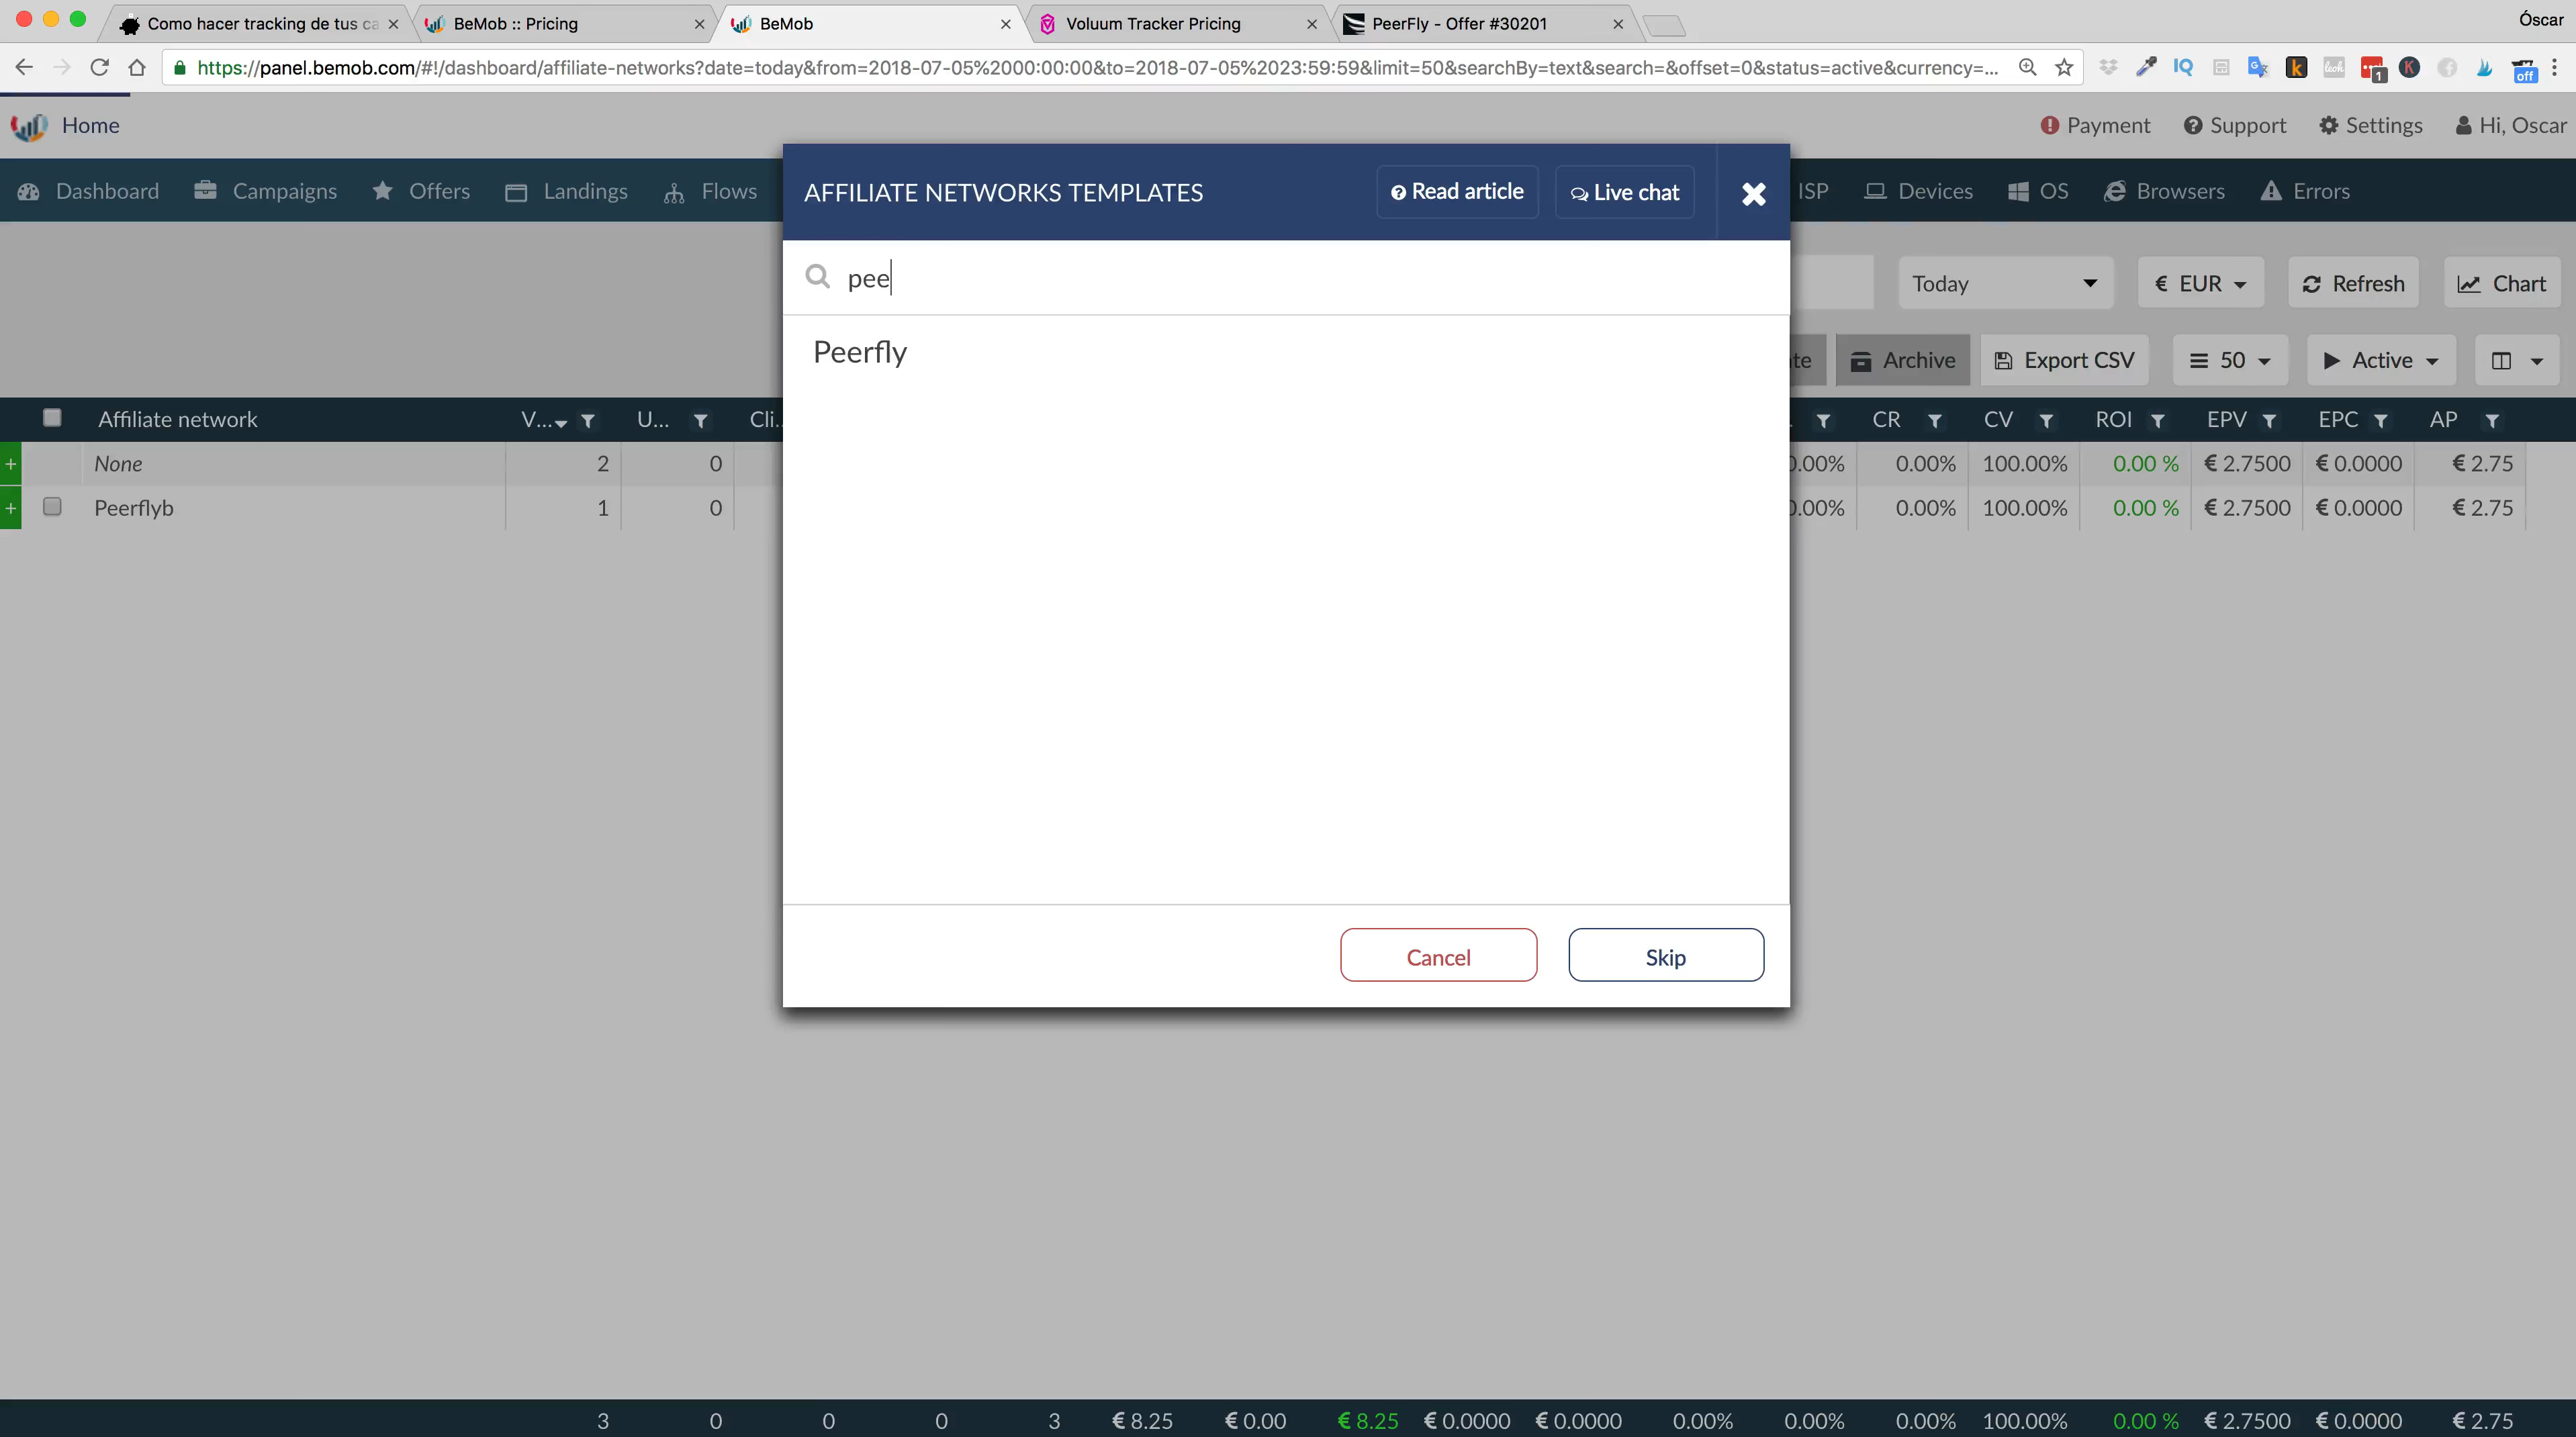 Como hacer tracking de tus ca
BeMob :: Pricing
BeMob
Voluum Tracker Pricing
PeerFly - Offer #30201
Óscar
https://panel.bemob.com/#!/dashboard/affiliate-networks?date=today&from=2018-07-05%2000:00:00&to=2018-07-05%2023:59:59&limit=50&searchBy=text&search=&offset=0&status=active&currency=...
IQ
1
off
Home
Payment
Support
Settings
Hi, Oscar
Dashboard
Campaigns
Offers
Landings
Flows
ISP
Devices
OS
Browsers
Errors
AFFILIATE NETWORKS TEMPLATES
Read article
Live chat
pee
Peerfly
Cancel
Skip
Today
€ EUR
Refresh
Chart
Archive
Export CSV
50
Active
Affiliate network V... U... Cli... CR CV ROI EPV EPC AP
None 2 0 0.00% 0.00% 100.00% 0.00 % € 2.7500 € 0.0000 € 2.75
Peerflyb 1 0 0.00% 0.00% 100.00% 0.00 % € 2.7500 € 0.0000 € 2.75
3 0 0 0 3 € 8.25 € 0.00 € 8.25 € 0.0000 € 0.0000 0.00% 0.00% 0.00% 100.00% 0.00 % € 2.7500 € 0.0000 € 2.75